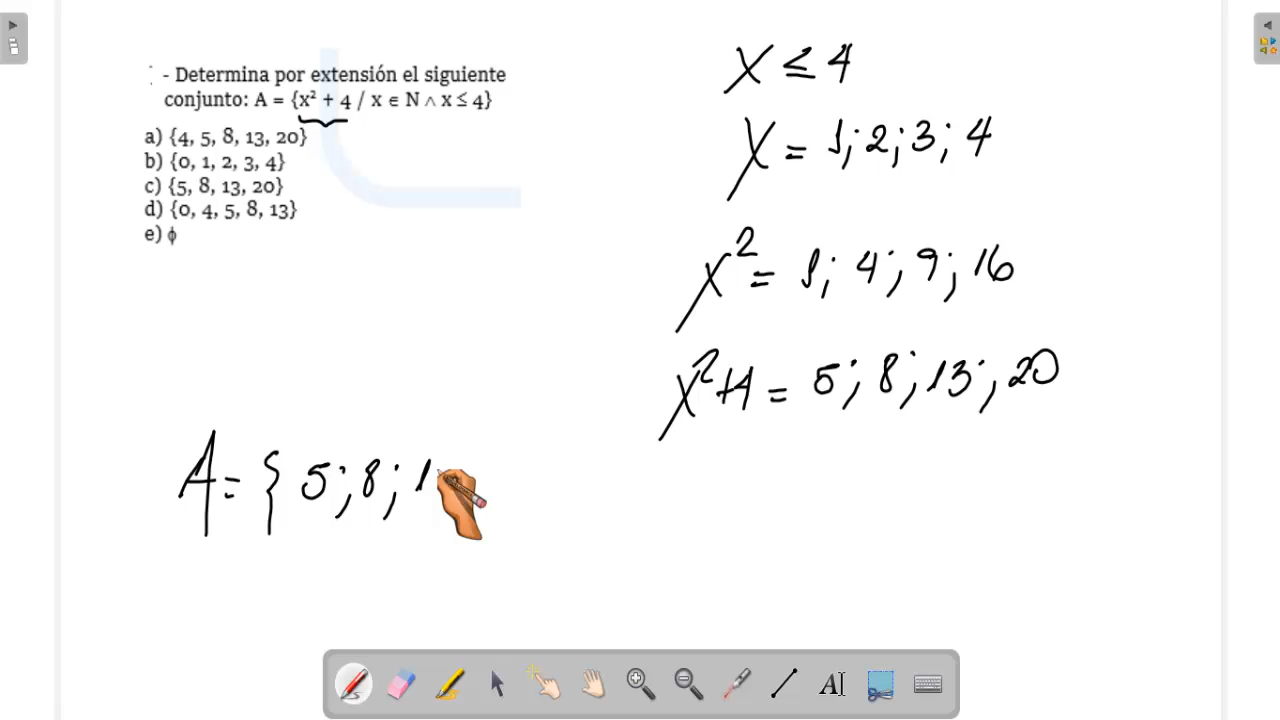 - Determina por extensión el siguiente
conjunto: A = {x² + 4 / x ∈ N ∧ x ≤ 4}
a) {4, 5, 8, 13, 20}
b) {0, 1, 2, 3, 4}
c) {5, 8, 13, 20}
d) {0, 4, 5, 8, 13}
e) ϕ
x ≤ 4
x = 1; 2; 3; 4
x² = 1; 4; 9; 16
x²+4 = 5; 8; 13; 20
A = { 5; 8; 1
AI